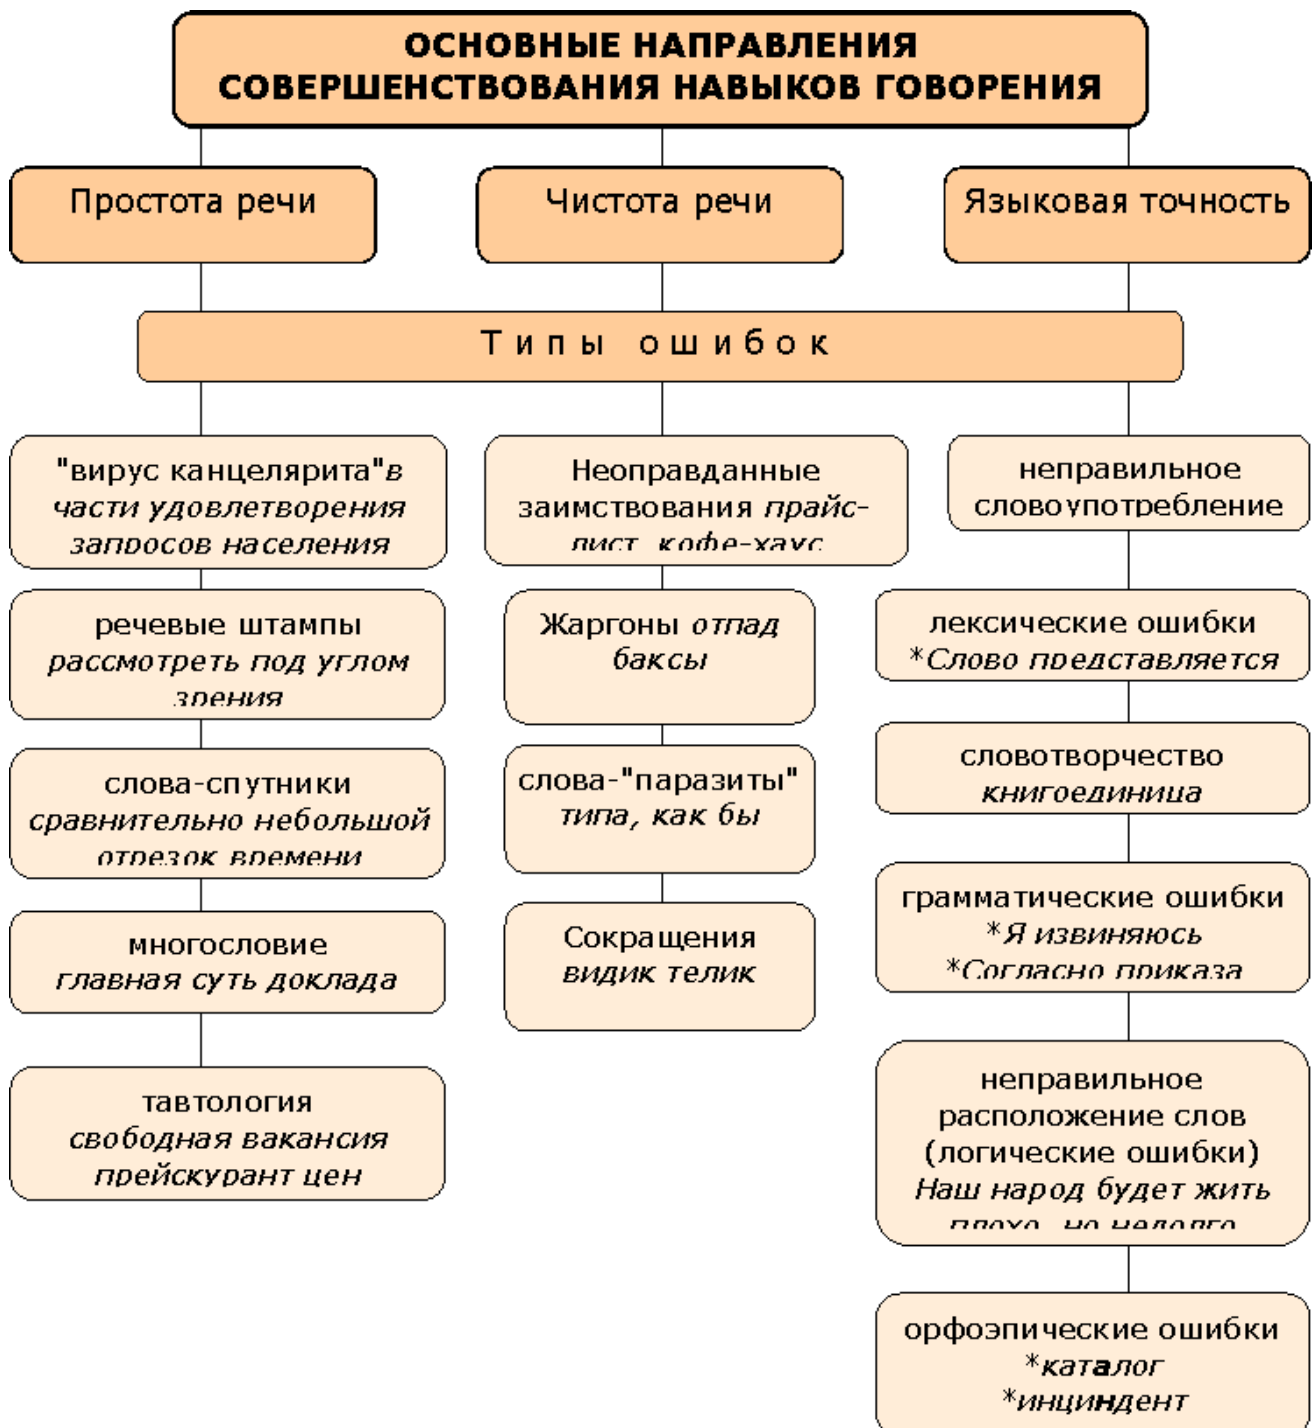 ОСНОВНЫЕ НАПРАВЛЕНИЯ
СОВЕРШЕНСТВОВАНИЯ НАВЫКОВ ГОВОРЕНИЯ
Простота речи
Чистота речи
Языковая точность
Типы ошибок
"вирус канцелярита"в
части удовлетворения
запросов населения
речевые штампы
рассмотреть под углом
зрения
слова-спутники
сравнительно небольшой
отрезок времени
многословие
главная суть доклада
тавтология
свободная вакансия
прейскурант цен
Неоправданные
заимствования прайс-
лист, кофе-хаус
Жаргоны отпад
баксы
слова-"паразиты"
типа, как бы
Сокращения
видик телик
неправильное
словоупотребление
лексические ошибки
*Слово представляется
словотворчество
книгоединица
грамматические ошибки
*Я извиняюсь
*Согласно приказа
неправильное
расположение слов
(логические ошибки)
Наш народ будет жить
плохо, но недолго
орфоэпические ошибки
*каталог
*инциндент